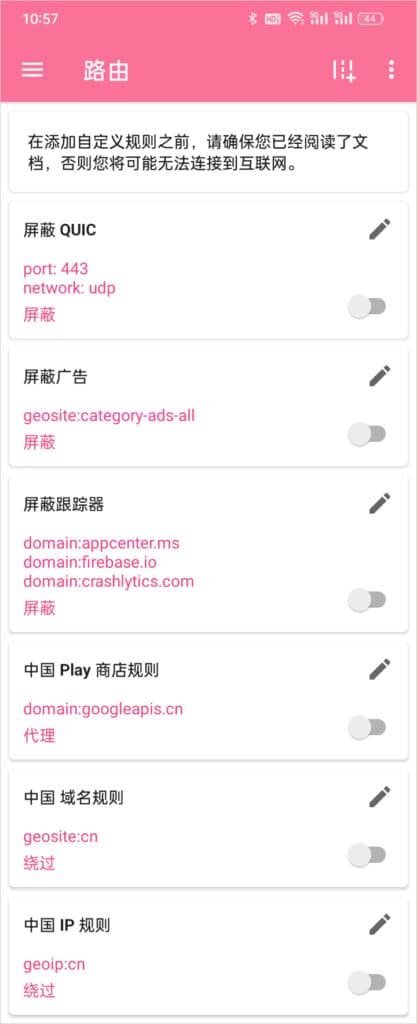 10:57
HD 5G 5G 44
路由
在添加自定义规则之前，请确保您已经阅读了文
档，否则您将可能无法连接到互联网。
屏蔽 QUIC
port: 443
network: udp
屏蔽
屏蔽广告
geosite:category-ads-all
屏蔽
屏蔽跟踪器
domain:appcenter.ms
domain:firebase.io
domain:crashlytics.com
屏蔽
中国 Play 商店规则
domain:googleapis.cn
代理
中国 域名规则
geosite:cn
绕过
中国 IP 规则
geoip:cn
绕过